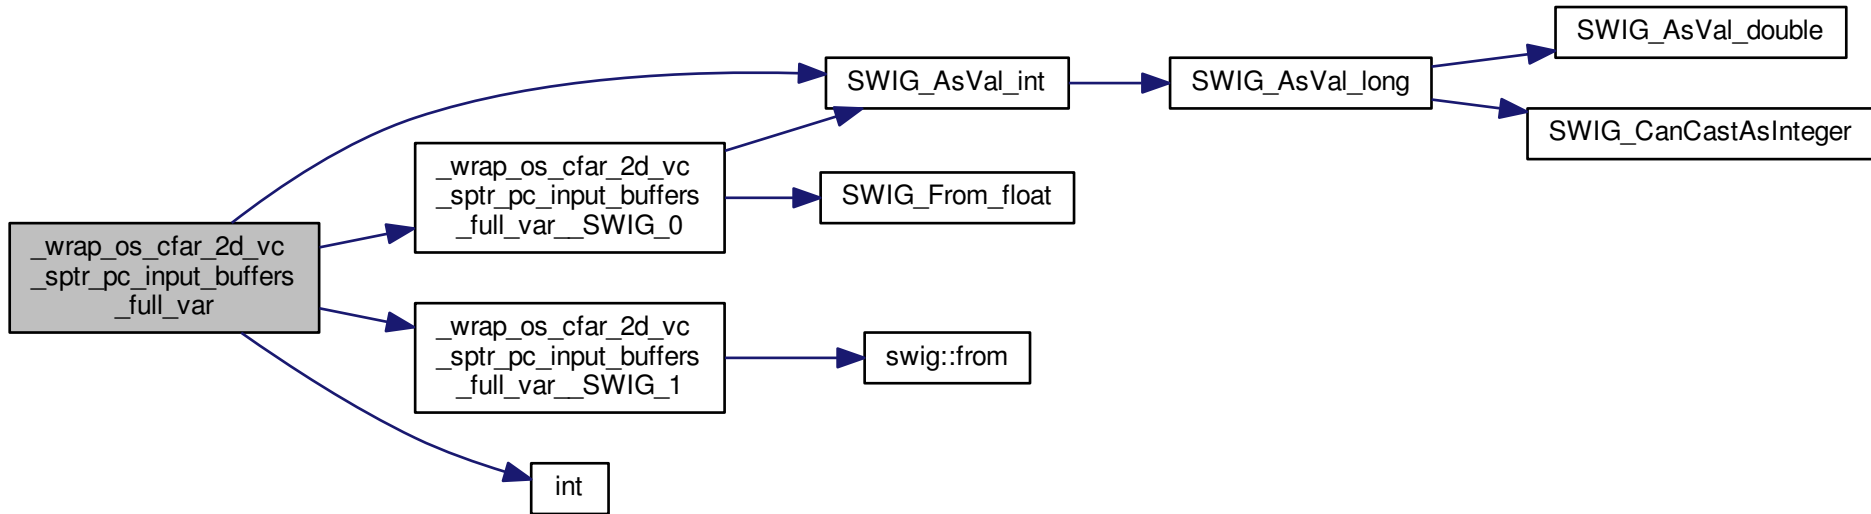 _wrap_os_cfar_2d_vc
_sptr_pc_input_buffers
_full_var
_wrap_os_cfar_2d_vc
_sptr_pc_input_buffers
_full_var__SWIG_0
_wrap_os_cfar_2d_vc
_sptr_pc_input_buffers
_full_var__SWIG_1
int
SWIG_AsVal_int
SWIG_From_float
swig::from
SWIG_AsVal_long
SWIG_AsVal_double
SWIG_CanCastAsInteger